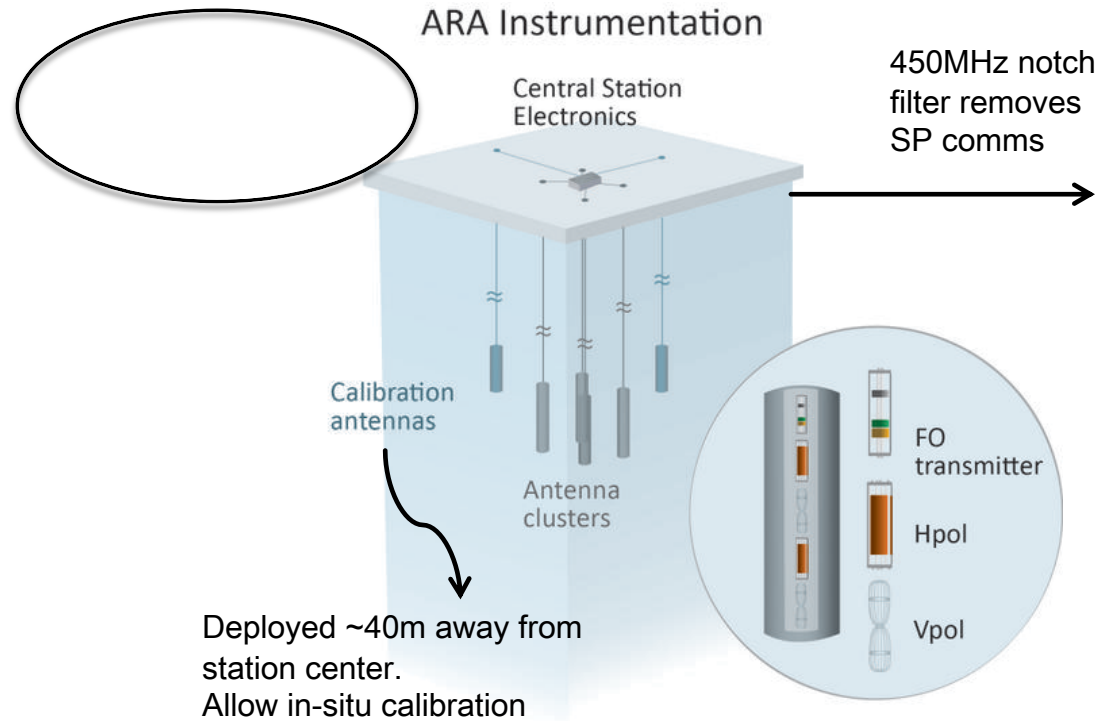 ARA Instrumentation
450MHz notch
filter removes
SP comms
Central Station
Electronics
Calibration
antennas
Antenna
clusters
FO
transmitter
Hpol
Vpol
Deployed ~40m away from
station center.
Allow in-situ calibration